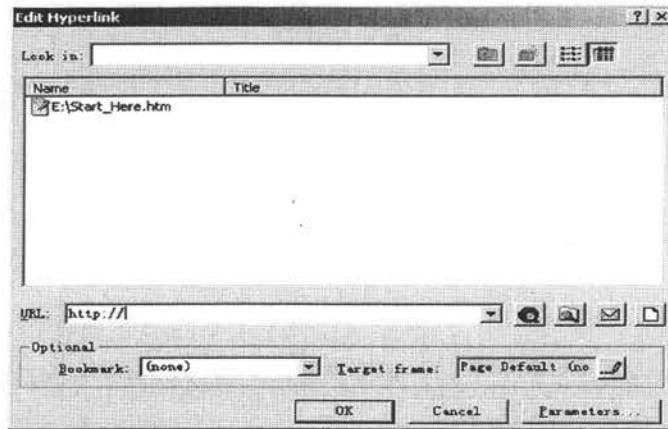 Edit Hyperlink
Look in:
Name Title
E:\Start_Here.htm
URL: http://
Optional
Bookmark: (none) Target frame: Page Default (no
OK Cancel Parameters...